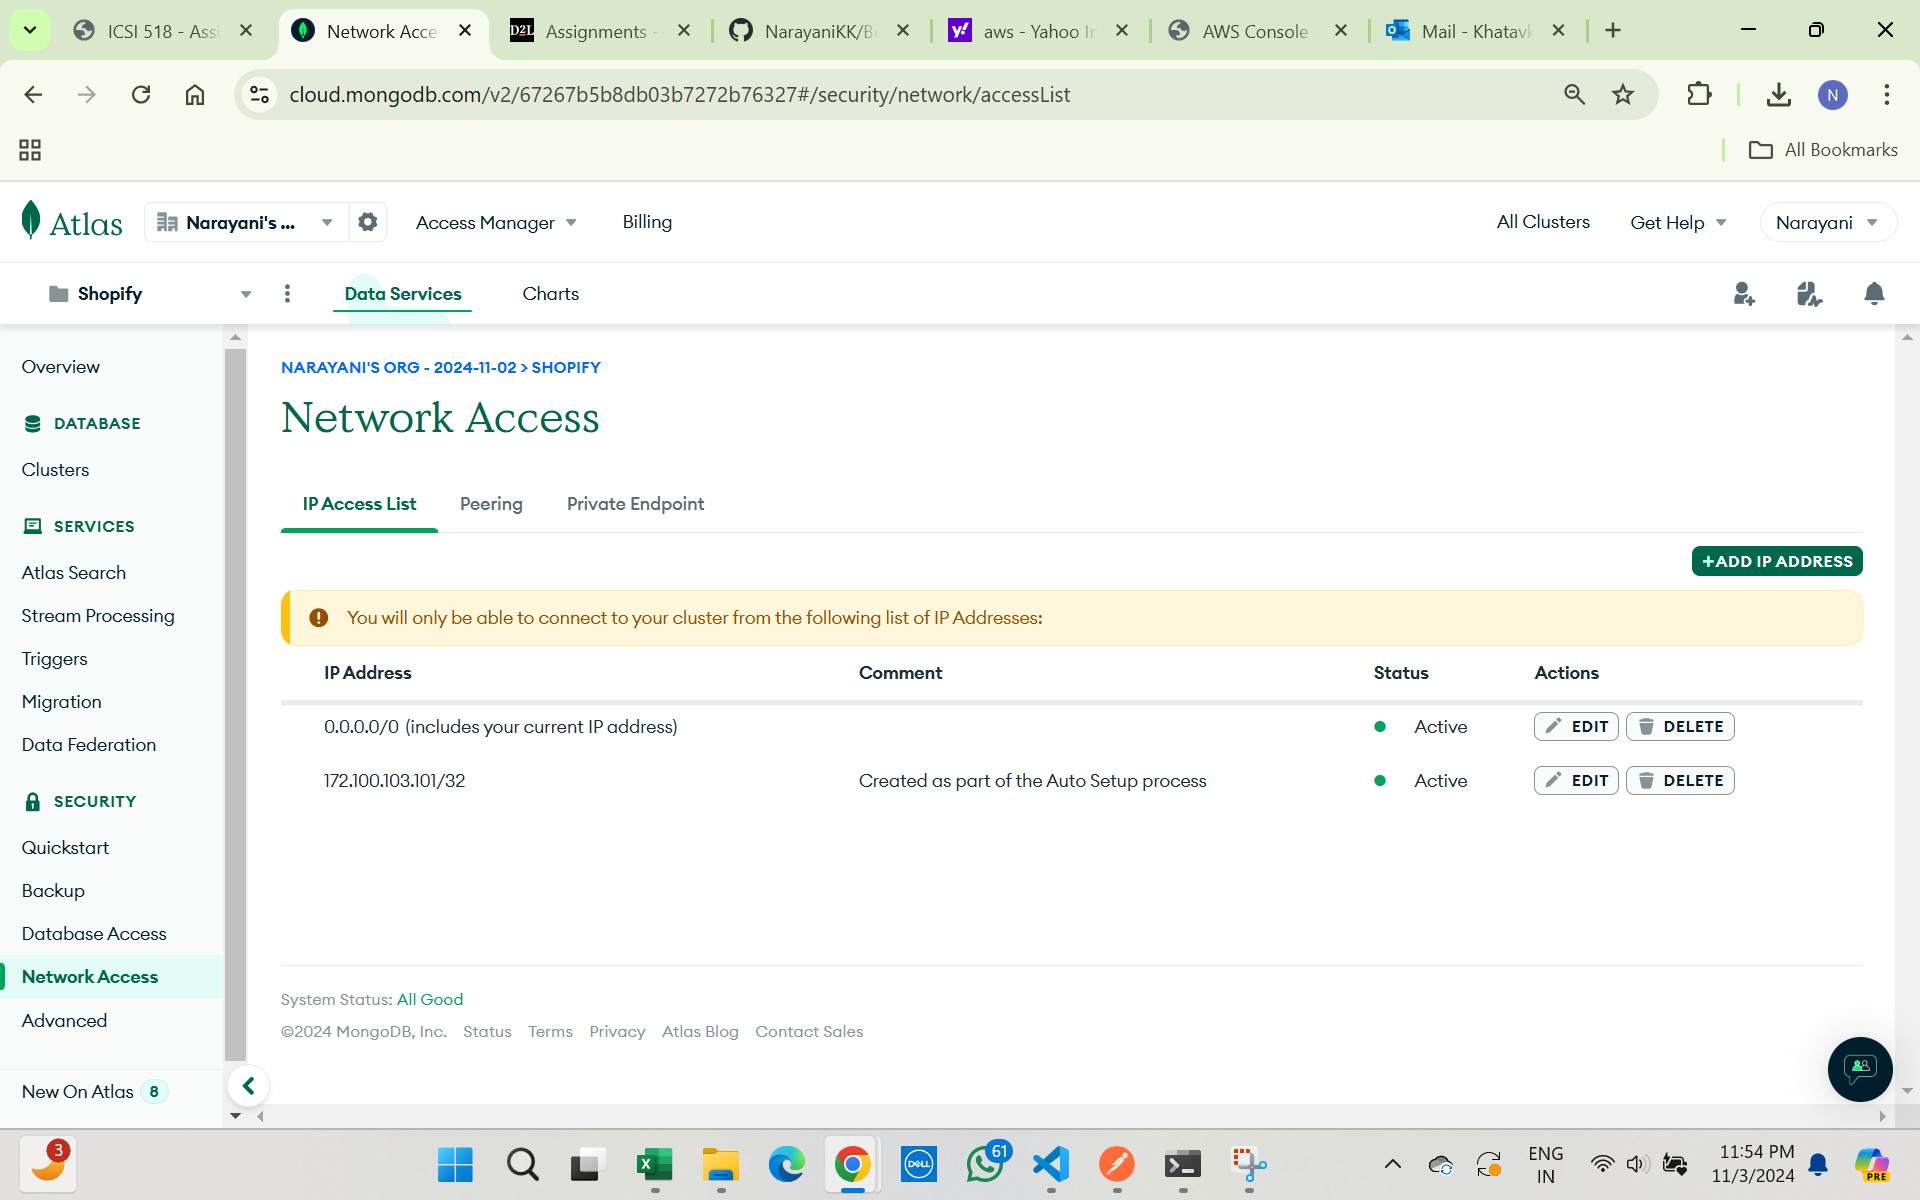 ICSI 518 - Assi
Network Acce
D2L
Assignments -
NarayaniKK/Be
aws - Yahoo In
AWS Console
Mail - Khatavk
cloud.mongodb.com/v2/67267b5b8db03b7272b76327#/security/network/accessList
N
All Bookmarks
Atlas
Narayani's ...
Access Manager
Billing
All Clusters
Get Help
Narayani
Shopify
Data Services
Charts
Overview
DATABASE
Clusters
SERVICES
Atlas Search
Stream Processing
Triggers
Migration
Data Federation
SECURITY
Quickstart
Backup
Database Access
Network Access
Advanced
New On Atlas 8
NARAYANI'S ORG - 2024-11-02 > SHOPIFY
Network Access
IP Access List
Peering
Private Endpoint
+ADD IP ADDRESS
You will only be able to connect to your cluster from the following list of IP Addresses:
IP Address Comment Status Actions
0.0.0.0/0 (includes your current IP address) Active EDIT DELETE
172.100.103.101/32 Created as part of the Auto Setup process Active EDIT DELETE
System Status: All Good
©2024 MongoDB, Inc. Status Terms Privacy Atlas Blog Contact Sales
3
DELL
61
ENG
IN
11:54 PM
11/3/2024
PRE